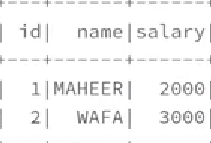 +---+------+------+
| id|  name|salary|
+---+------+------+
|  1|MAHEER|  2000|
|  2|  WAFA|  3000|
+---+------+------+